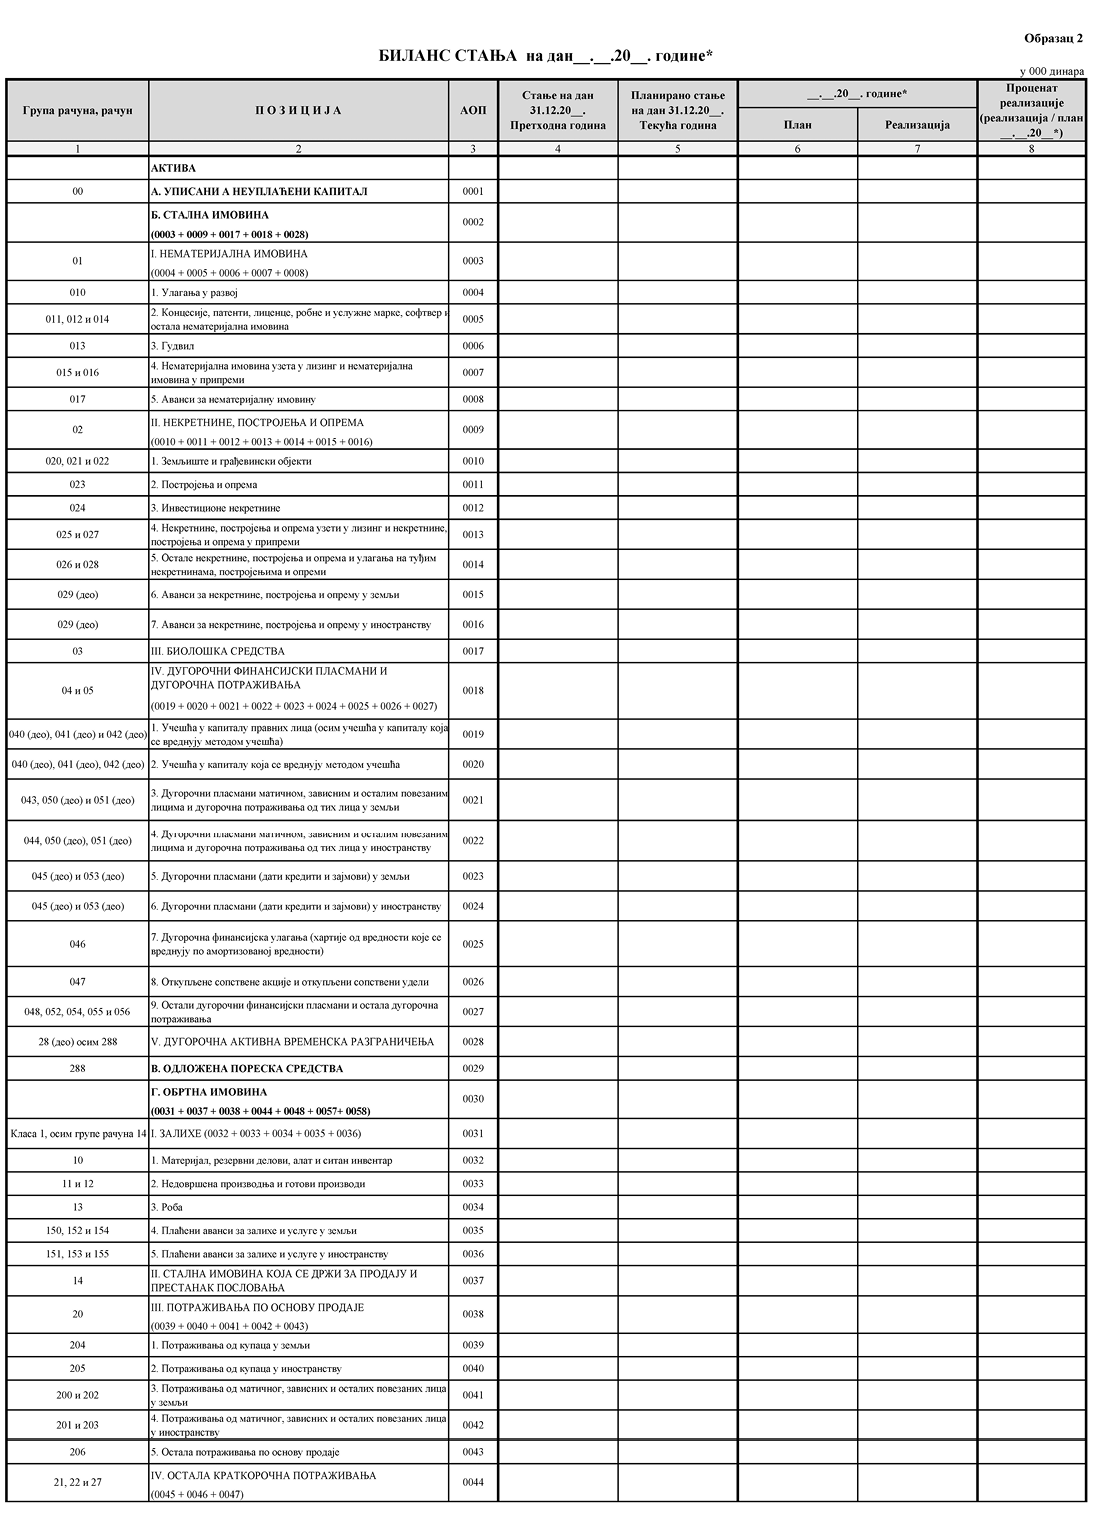 Образац 2
БИЛАНС СТАЊА на дан__.__.20__. године*
у 000 динара
Група рачуна, рачун
П О З И Ц И Ј А
АОП
Стање на дан
31.12.20__.
Претходна година
Планирано стање
на дан 31.12.20__.
Текућа година
__.__.20__. године*
План
Реализација
Проценат
реализације
(реализација / план
__.__.20__*)
1 2 3 4 5 6 7 8
АКТИВА
00 А. УПИСАНИ А НЕУПЛАЋЕНИ КАПИТАЛ 0001
Б. СТАЛНА ИМОВИНА
(0003 + 0009 + 0017 + 0018 + 0028)
0002
01
I. НЕМАТЕРИЈАЛНА ИМОВИНА
(0004 + 0005 + 0006 + 0007 + 0008)
0003
010 1. Улагања у развој 0004
011, 012 и 014
2. Концесије, патенти, лиценце, робне и услужне марке, софтвер и
остала нематеријална имовина
0005
013 3. Гудвил 0006
015 и 016
4. Нематеријална имовина узета у лизинг и нематеријална
имовина у припреми
0007
017 5. Аванси за нематеријалну имовину 0008
02
II. НЕКРЕТНИНЕ, ПОСТРОЈЕЊА И ОПРЕМА
(0010 + 0011 + 0012 + 0013 + 0014 + 0015 + 0016)
0009
020, 021 и 022 1. Земљиште и грађевински објекти 0010
023 2. Постројења и опрема 0011
024 3. Инвестиционе некретнине 0012
025 и 027
4. Некретнине, постројења и опрема узети у лизинг и некретнине,
постројења и опрема у припреми
0013
026 и 028
5. Остале некретнине, постројења и опрема и улагања на туђим
некретнинама, постројењима и опреми
0014
029 (део) 6. Аванси за некретнине, постројења и опрему у земљи 0015
029 (део) 7. Аванси за некретнине, постројења и опрему у иностранству 0016
03 III. БИОЛОШКА СРЕДСТВА 0017
04 и 05
IV. ДУГОРОЧНИ ФИНАНСИЈСКИ ПЛАСМАНИ И
ДУГОРОЧНА ПОТРАЖИВАЊА
(0019 + 0020 + 0021 + 0022 + 0023 + 0024 + 0025 + 0026 + 0027)
0018
040 (део), 041 (део) и 042 (део)
1. Учешћа у капиталу правних лица (осим учешћа у капиталу која
се вреднују методом учешћа)
0019
040 (део), 041 (део), 042 (део) 2. Учешћа у капиталу која се вреднују методом учешћа 0020
043, 050 (део) и 051 (део)
3. Дугорочни пласмани матичном, зависним и осталим повезаним
лицима и дугорочна потраживања од тих лица у земљи
0021
044, 050 (део), 051 (део)
4. Дугорочни пласмани матичном, зависним и осталим повезаним
лицима и дугорочна потраживања од тих лица у иностранству
0022
045 (део) и 053 (део) 5. Дугорочни пласмани (дати кредити и зајмови) у земљи 0023
045 (део) и 053 (део) 6. Дугорочни пласмани (дати кредити и зајмови) у иностранству 0024
046
7. Дугорочна финансијска улагања (хартије од вредности које се
вреднују по амортизованој вредности)
0025
047 8. Откупљене сопствене акције и откупљени сопствени удели 0026
048, 052, 054, 055 и 056
9. Остали дугорочни финансијски пласмани и остала дугорочна
потраживања
0027
28 (део) осим 288 V. ДУГОРОЧНА АКТИВНА ВРЕМЕНСКА РАЗГРАНИЧЕЊА 0028
288 В. ОДЛОЖЕНА ПОРЕСКА СРЕДСТВА 0029
Г. ОБРТНА ИМОВИНА
(0031 + 0037 + 0038 + 0044 + 0048 + 0057+ 0058)
0030
Класа 1, осим групе рачуна 14 I. ЗАЛИХЕ (0032 + 0033 + 0034 + 0035 + 0036) 0031
10 1. Материјал, резервни делови, алат и ситан инвентар 0032
11 и 12 2. Недовршена производња и готови производи 0033
13 3. Роба 0034
150, 152 и 154 4. Плаћени аванси за залихе и услуге у земљи 0035
151, 153 и 155 5. Плаћени аванси за залихе и услуге у иностранству 0036
14
II. СТАЛНА ИМОВИНА КОЈА СЕ ДРЖИ ЗА ПРОДАЈУ И
ПРЕСТАНАК ПОСЛОВАЊА
0037
20
III. ПОТРАЖИВАЊА ПО ОСНОВУ ПРОДАЈЕ
(0039 + 0040 + 0041 + 0042 + 0043)
0038
204 1. Потраживања од купаца у земљи 0039
205 2. Потраживања од купаца у иностранству 0040
200 и 202
3. Потраживања од матичног, зависних и осталих повезаних лица
у земљи
0041
201 и 203
4. Потраживања од матичног, зависних и осталих повезаних лица
у иностранству
0042
206 5. Остала потраживања по основу продаје 0043
21, 22 и 27
IV. ОСТАЛА КРАТКОРОЧНА ПОТРАЖИВАЊА
(0045 + 0046 + 0047)
0044